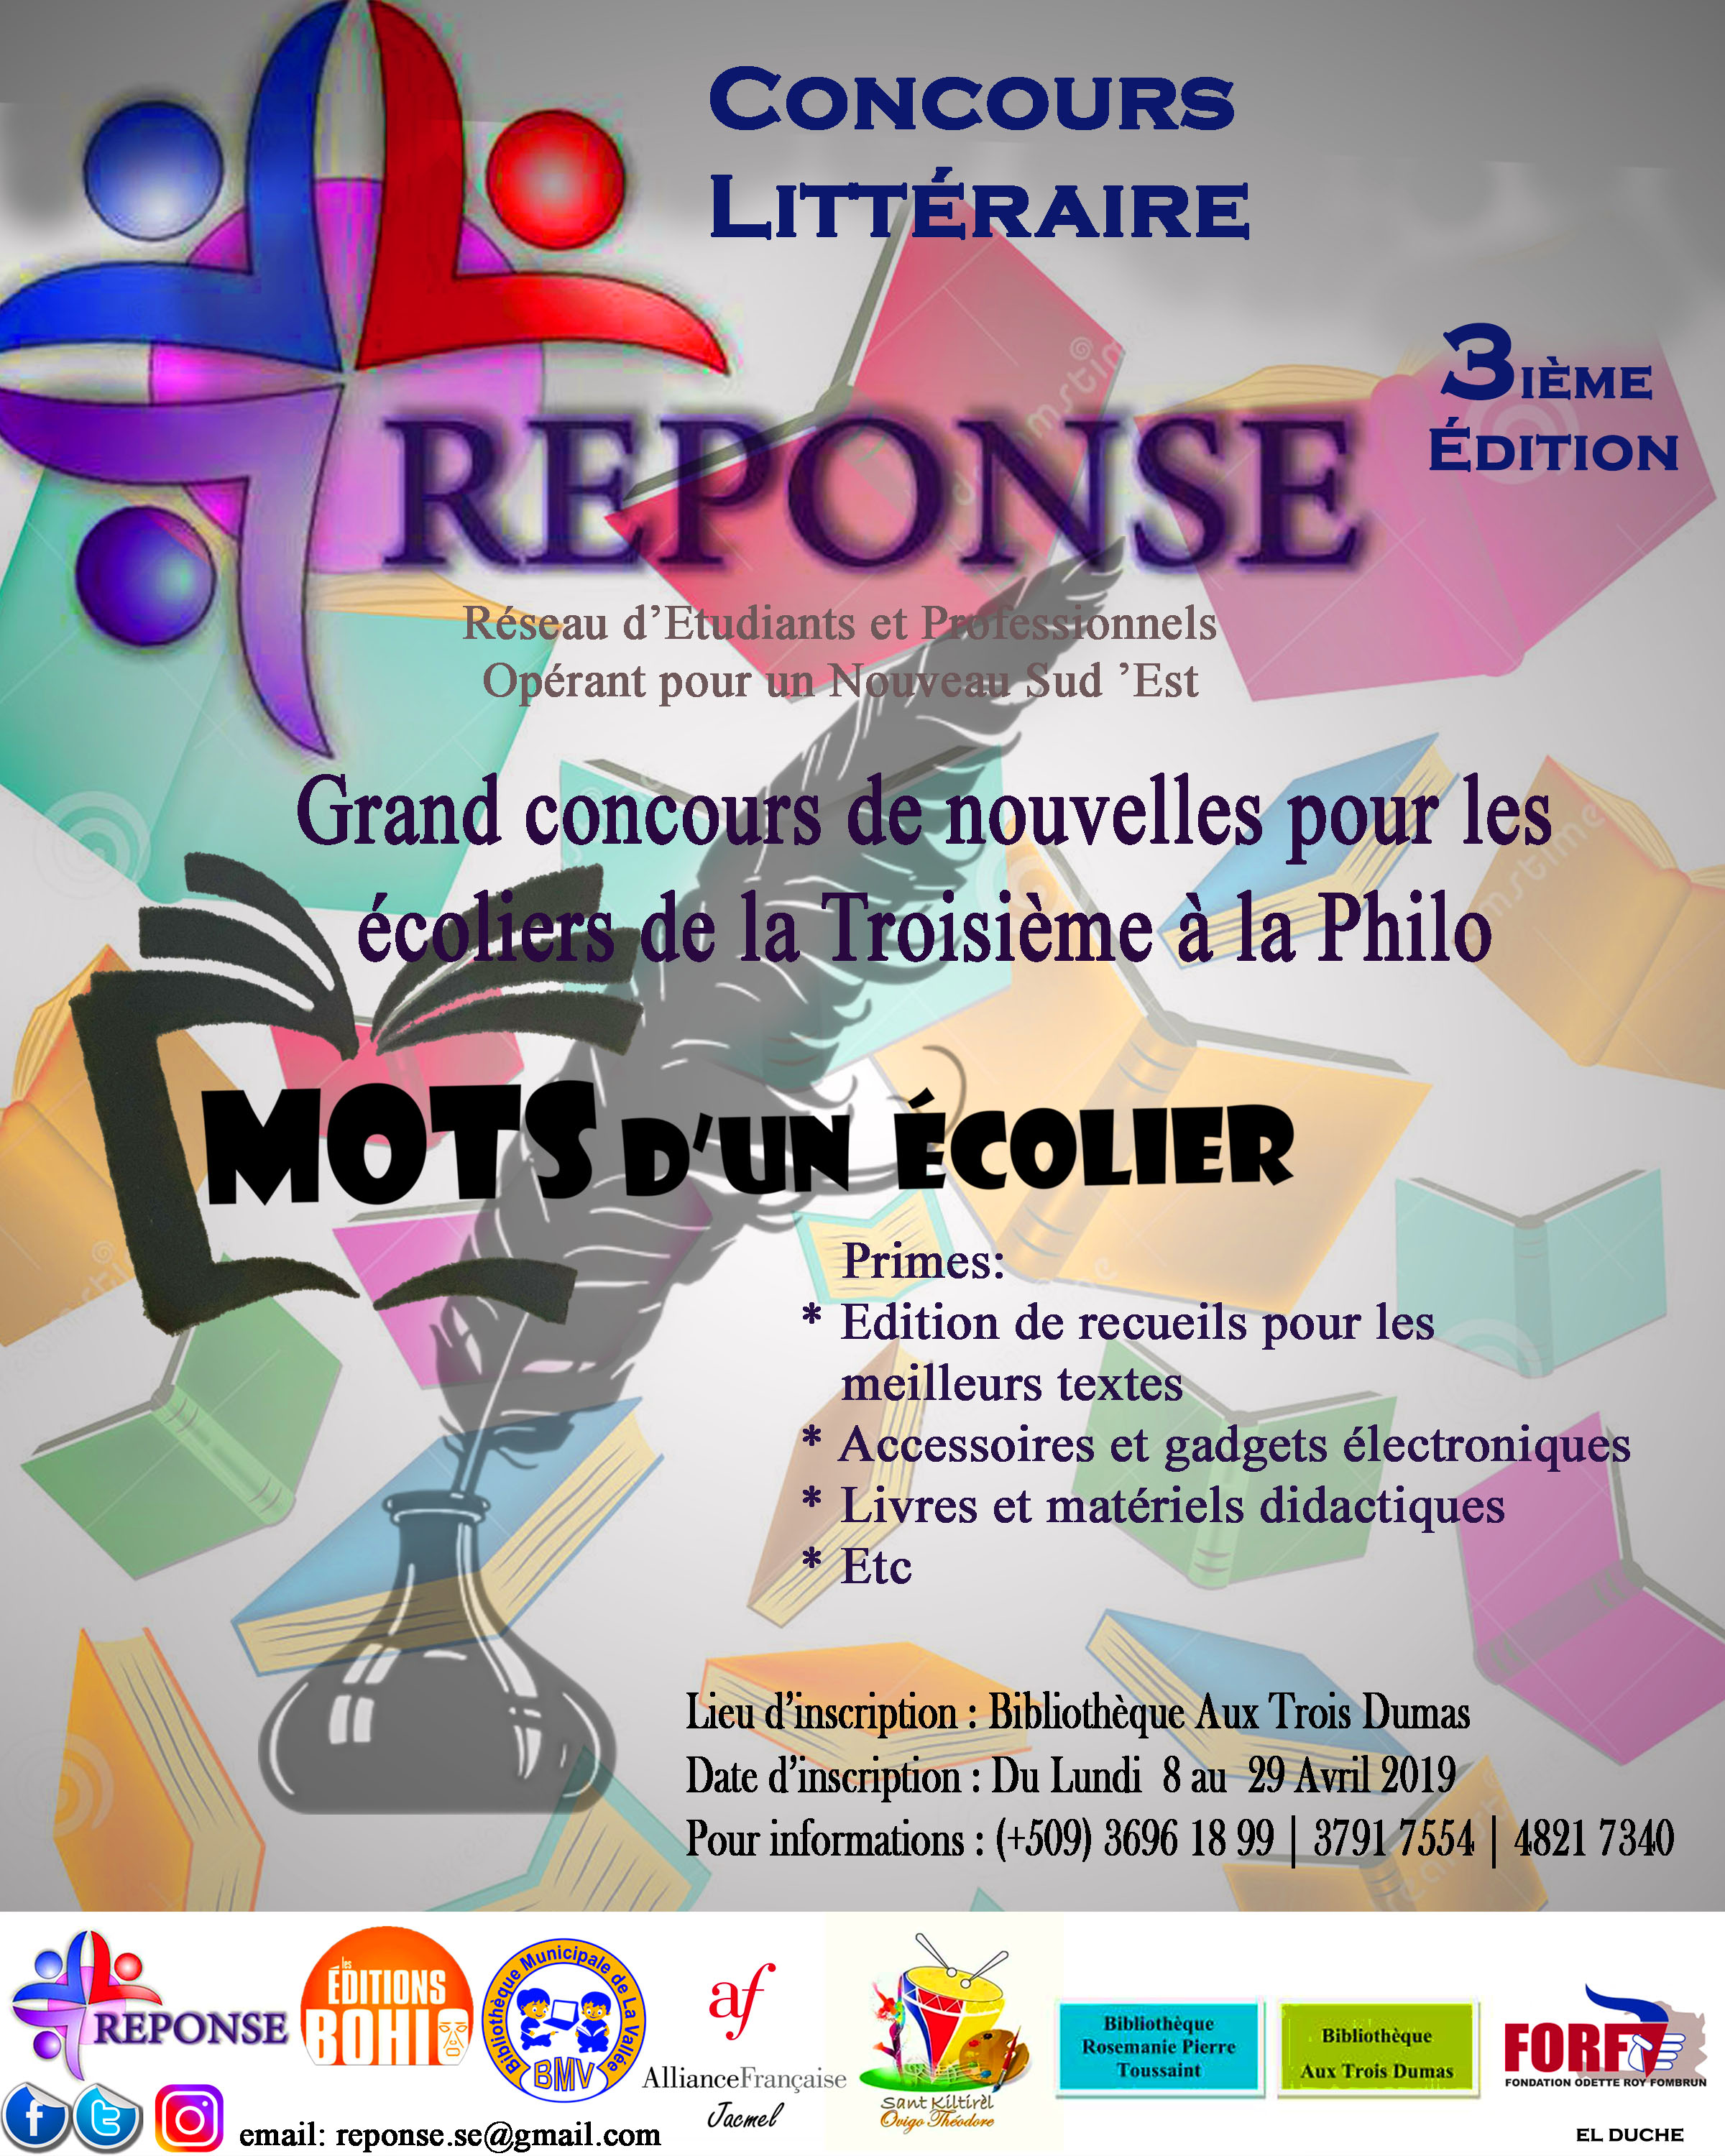 CONCOURS
LITTÉRAIRE
3IÈME
ÉDITION
REPONSE
Réseau d'Etudiants et Professionnels
Opérant pour un Nouveau Sud 'Est
Grand concours de nouvelles pour les
écoliers de la Troisième à la Philo
MOTS D'UN ÉCOLIER
Primes:
* Edition de recueils pour les
meilleurs textes
* Accessoires et gadgets électroniques
* Livres et matériels didactiques
* Etc
Lieu d'inscription : Bibliothèque Aux Trois Dumas
Date d'inscription : Du Lundi 8 au 29 Avril 2019
Pour informations : (+509) 3696 18 99 | 3791 7554 | 4821 7340
REPONSE
les
ÉDITIONS
BOHIO
Bibliothèque Municipale de La Vallée
BMV
af
AllianceFrançaise
Jacmel
Sant Kiltirèl
Ovigo Théodore
Bibliothèque
Rosemanie Pierre
Toussaint
Bibliothèque
Aux Trois Dumas
FORF
FONDATION ODETTE ROY FOMBRUN
email: reponse.se@gmail.com
EL DUCHE